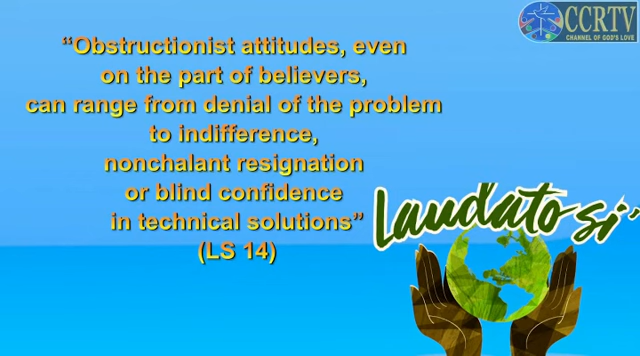 CCRTV
CHANNEL OF GOD'S LOVE
“Obstructionist attitudes, even
on the part of believers,
can range from denial of the problem
to indifference,
nonchalant resignation
or blind confidence
in technical solutions”
(LS 14)
Laudato si’